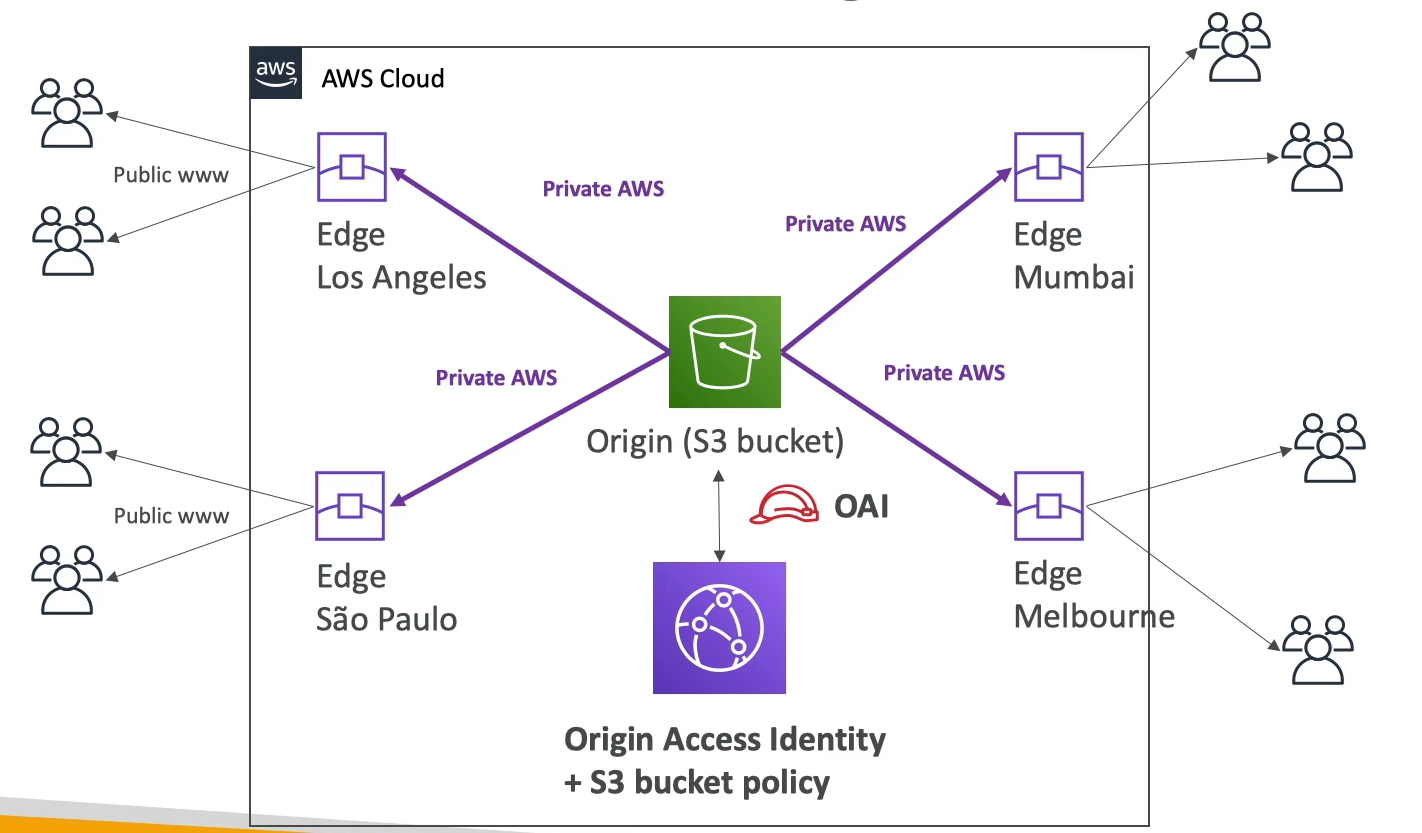 aws
AWS Cloud
Public www
Private AWS
Private AWS
Edge
Los Angeles
Edge
Mumbai
Private AWS
Private AWS
Origin (S3 bucket)
OAI
Public www
Edge
São Paulo
Edge
Melbourne
Origin Access Identity
+ S3 bucket policy